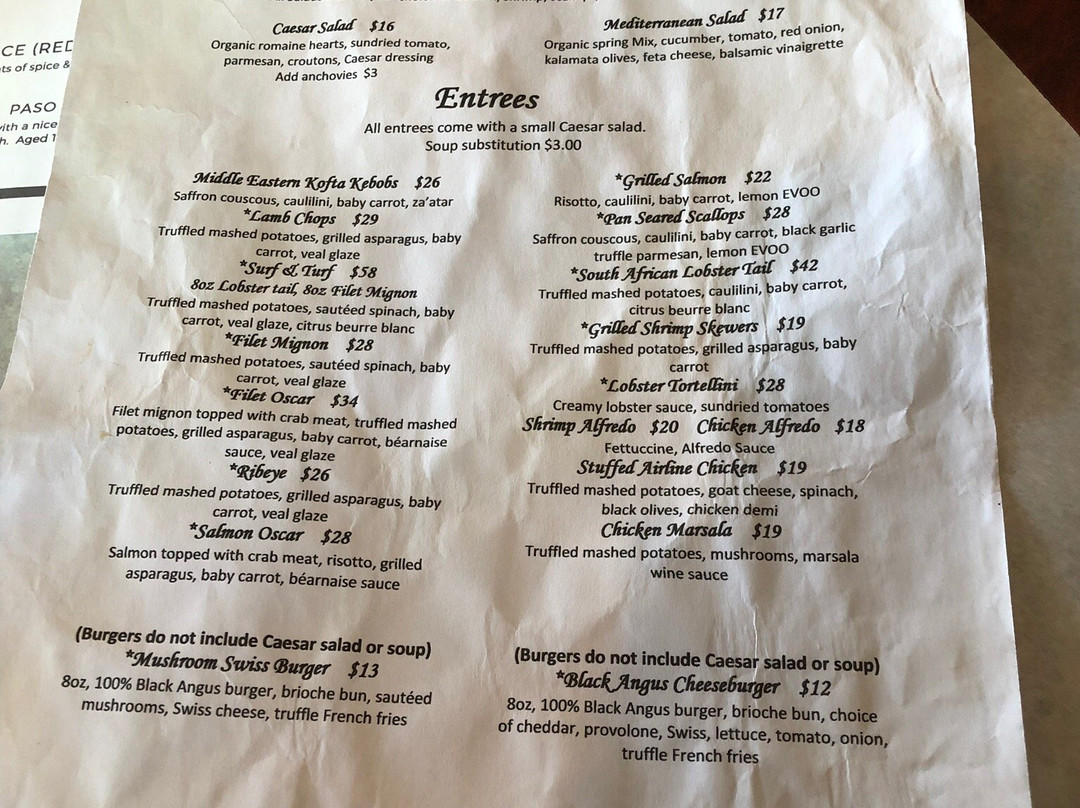 CE (RED
ts of spice &
PASO
with a nice
h. Aged 1
Caesar Salad $16
Organic romaine hearts, sundried tomato,
parmesan, croutons, Caesar dressing
Add anchovies $3
Mediterranean Salad $17
Organic spring Mix, cucumber, tomato, red onion,
kalamata olives, feta cheese, balsamic vinaigrette
Entrees
All entrees come with a small Caesar salad.
Soup substitution $3.00
Middle Eastern Kofta Kebobs $26
Saffron couscous, caulilini, baby carrot, za'atar
*Lamb Chops $29
Truffled mashed potatoes, grilled asparagus, baby
carrot, veal glaze
*Surf & Turf $58
8oz Lobster tail, 8oz Filet Mignon
Truffled mashed potatoes, sautéed spinach, baby
carrot, veal glaze, citrus beurre blanc
*Filet Mignon $28
Truffled mashed potatoes, sautéed spinach, baby
carrot, veal glaze
*Filet Oscar $34
Filet mignon topped with crab meat, truffled mashed
potatoes, grilled asparagus, baby carrot, béarnaise
sauce, veal glaze
*Ribeye $26
Truffled mashed potatoes, grilled asparagus, baby
carrot, veal glaze
*Salmon Oscar $28
Salmon topped with crab meat, risotto, grilled
asparagus, baby carrot, béarnaise sauce
*Grilled Salmon $22
Risotto, caulilini, baby carrot, lemon EVOO
*Pan Seared Scallops $28
Saffron couscous, caulilini, baby carrot, black garlic
truffle parmesan, lemon EVOO
*South African Lobster Tail $42
Truffled mashed potatoes, caulilini, baby carrot,
citrus beurre blanc
*Grilled Shrimp Skewers $19
Truffled mashed potatoes, grilled asparagus, baby
carrot
*Lobster Tortellini $28
Creamy lobster sauce, sundried tomatoes
Shrimp Alfredo $20 Chicken Alfredo $18
Fettuccine, Alfredo Sauce
Stuffed Airline Chicken $19
Truffled mashed potatoes, goat cheese, spinach,
black olives, chicken demi
Chicken Marsala $19
Truffled mashed potatoes, mushrooms, marsala
wine sauce
(Burgers do not include Caesar salad or soup)
*Mushroom Swiss Burger $13
8oz, 100% Black Angus burger, brioche bun, sautéed
mushrooms, Swiss cheese, truffle French fries
(Burgers do not include Caesar salad or soup)
*Black Angus Cheeseburger $12
8oz, 100% Black Angus burger, brioche bun, choice
of cheddar, provolone, Swiss, lettuce, tomato, onion,
truffle French fries